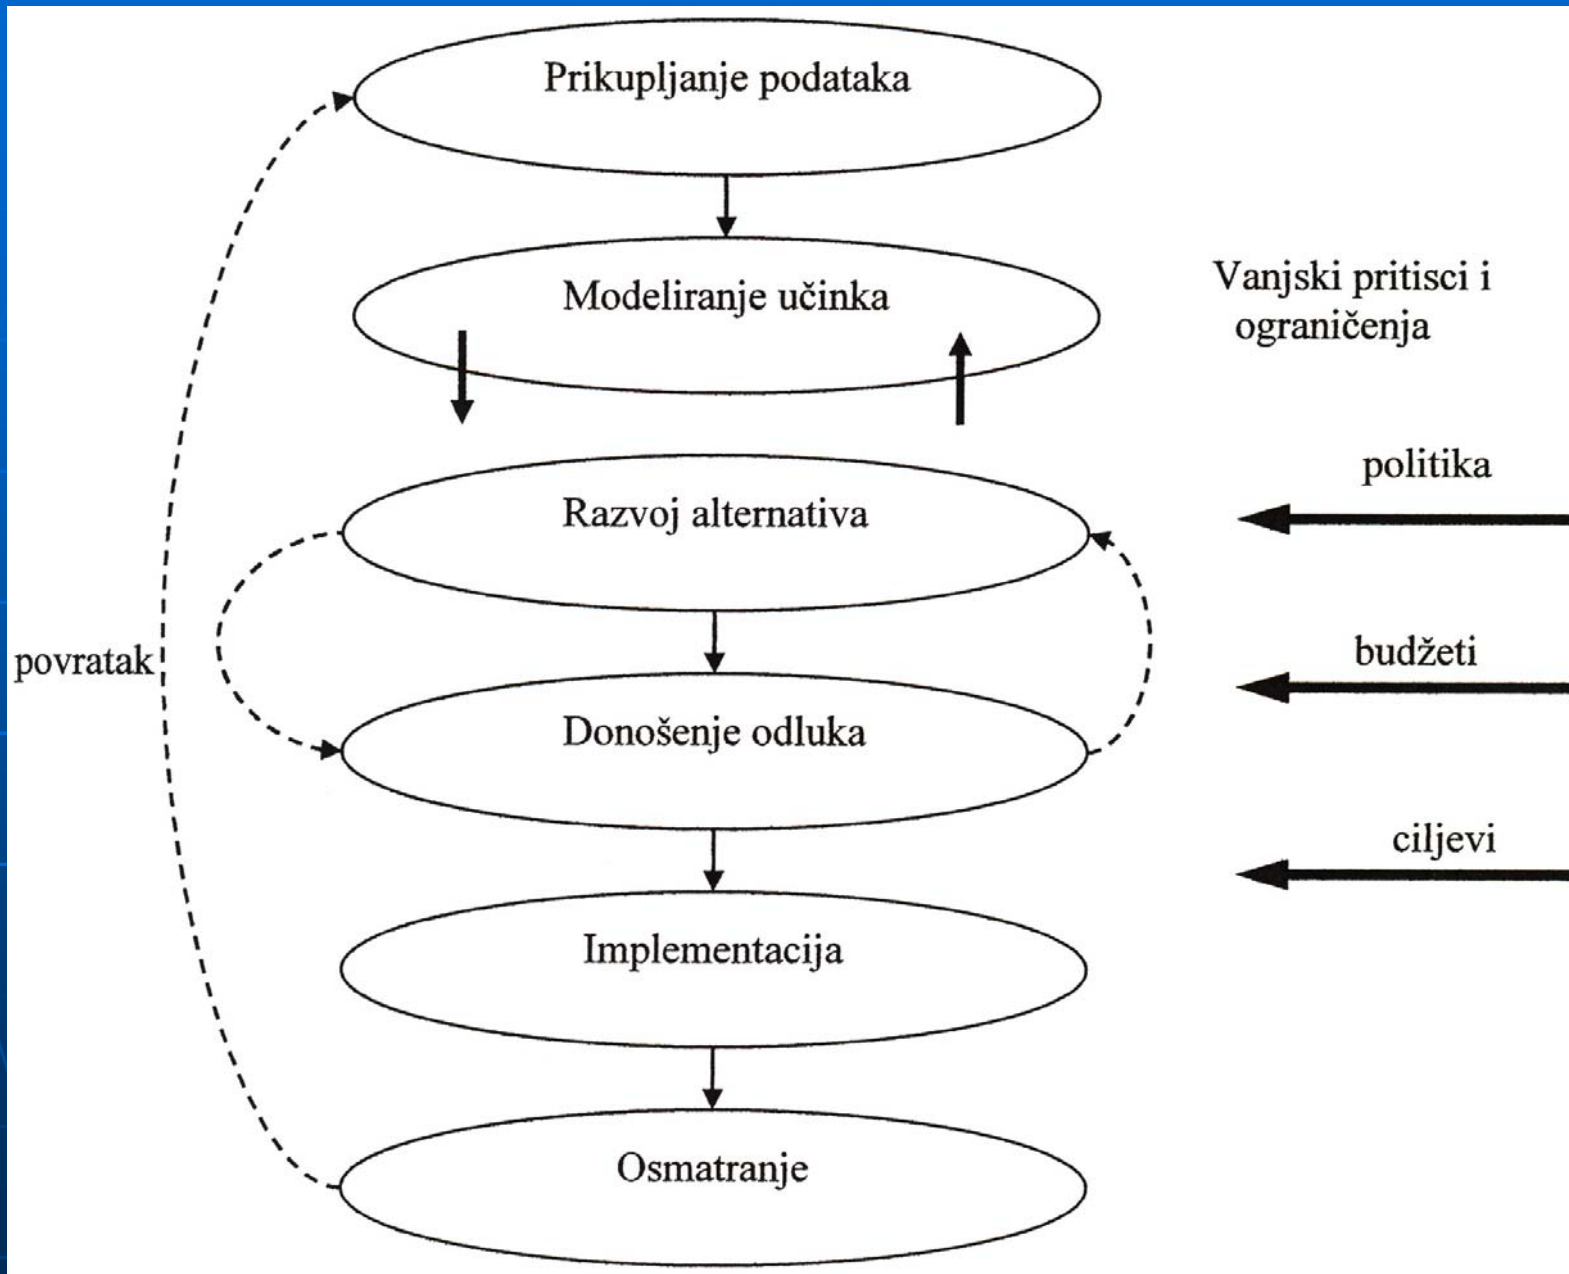 Prikupljanje podataka
Modeliranje učinka
Vanjski pritisci i
ograničenja
Razvoj alternativa
politika
povratak
budžeti
Donošenje odluka
ciljevi
Implementacija
Osmatranje